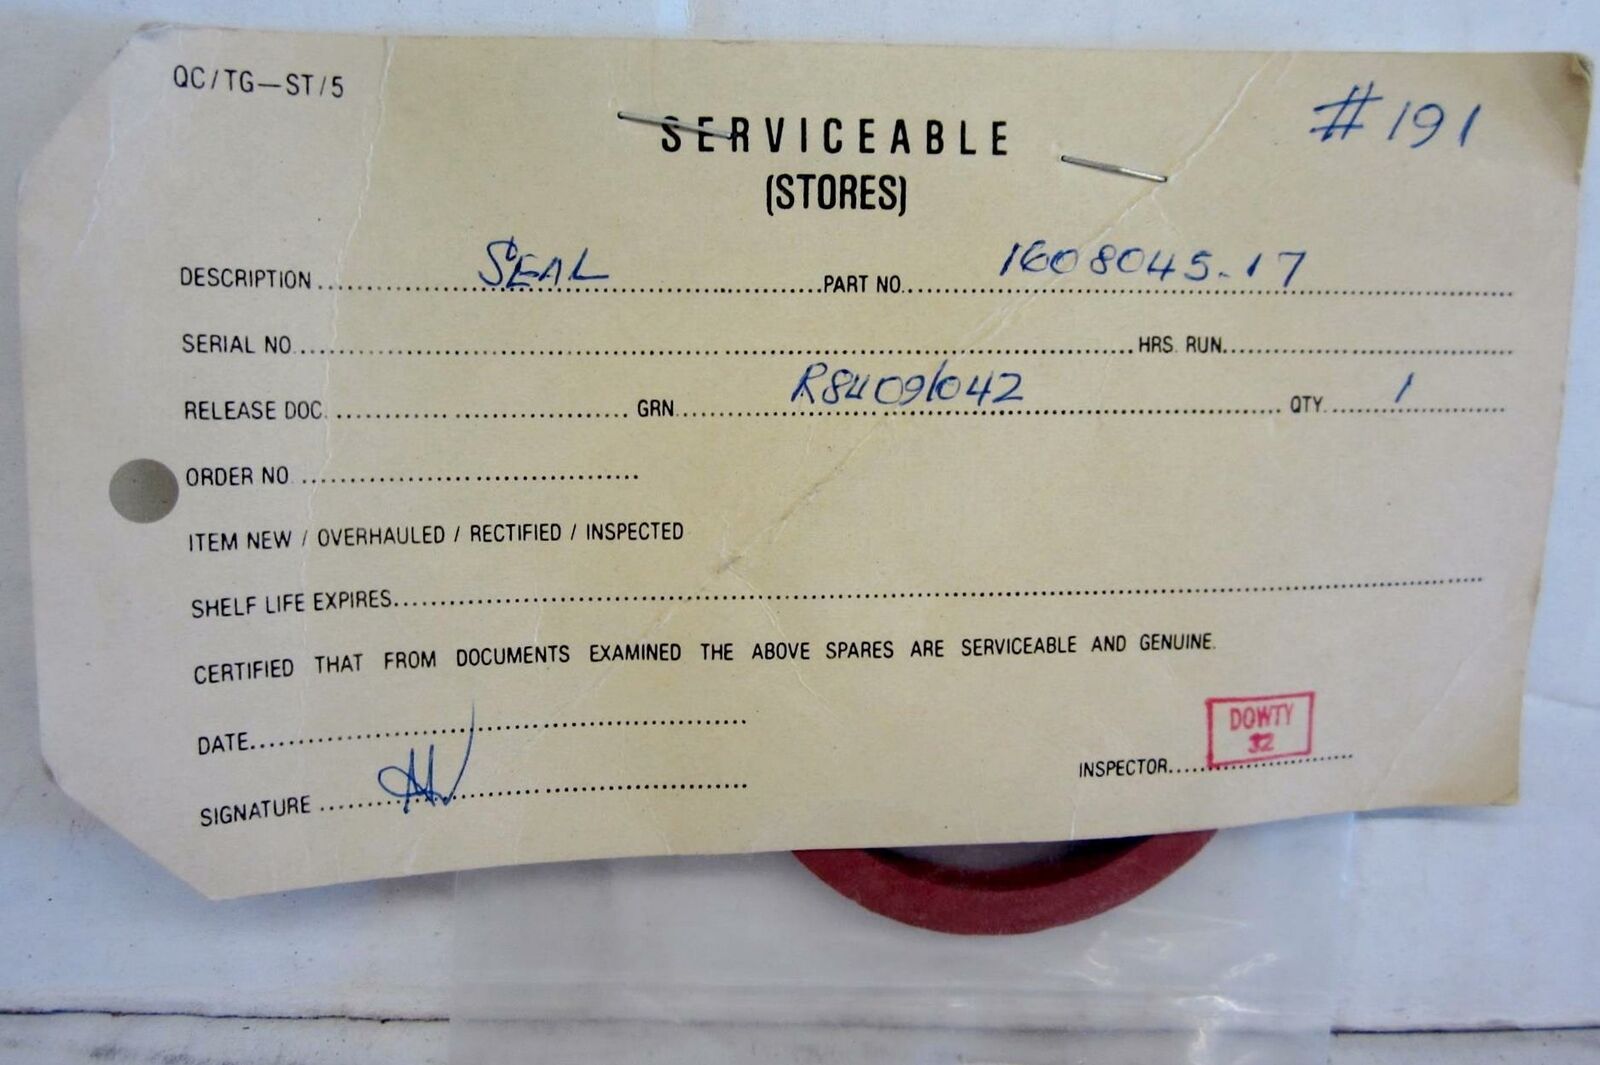 QC/TG—ST/5
#191
SERVICEABLE
(STORES)
DESCRIPTION SEAL PART NO. 1608045-17
SERIAL NO. HRS. RUN.
RELEASE DOC. GRN. R8409/042 QTY. 1
ORDER NO.
ITEM NEW / OVERHAULED / RECTIFIED / INSPECTED
SHELF LIFE EXPIRES.
CERTIFIED THAT FROM DOCUMENTS EXAMINED THE ABOVE SPARES ARE SERVICEABLE AND GENUINE.
DATE.
DOWTY
32
INSPECTOR.
SIGNATURE